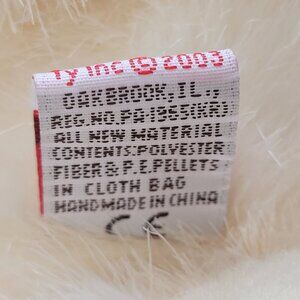 Ty Inc © 2003
OAKBROOK, IL.,
REG.NO.PA-1965(KR)
ALL NEW MATERIAL
CONTENTS:POLYESTER
FIBER & P.E.PELLETS
IN CLOTH BAG
HANDMADE IN CHINA
CE